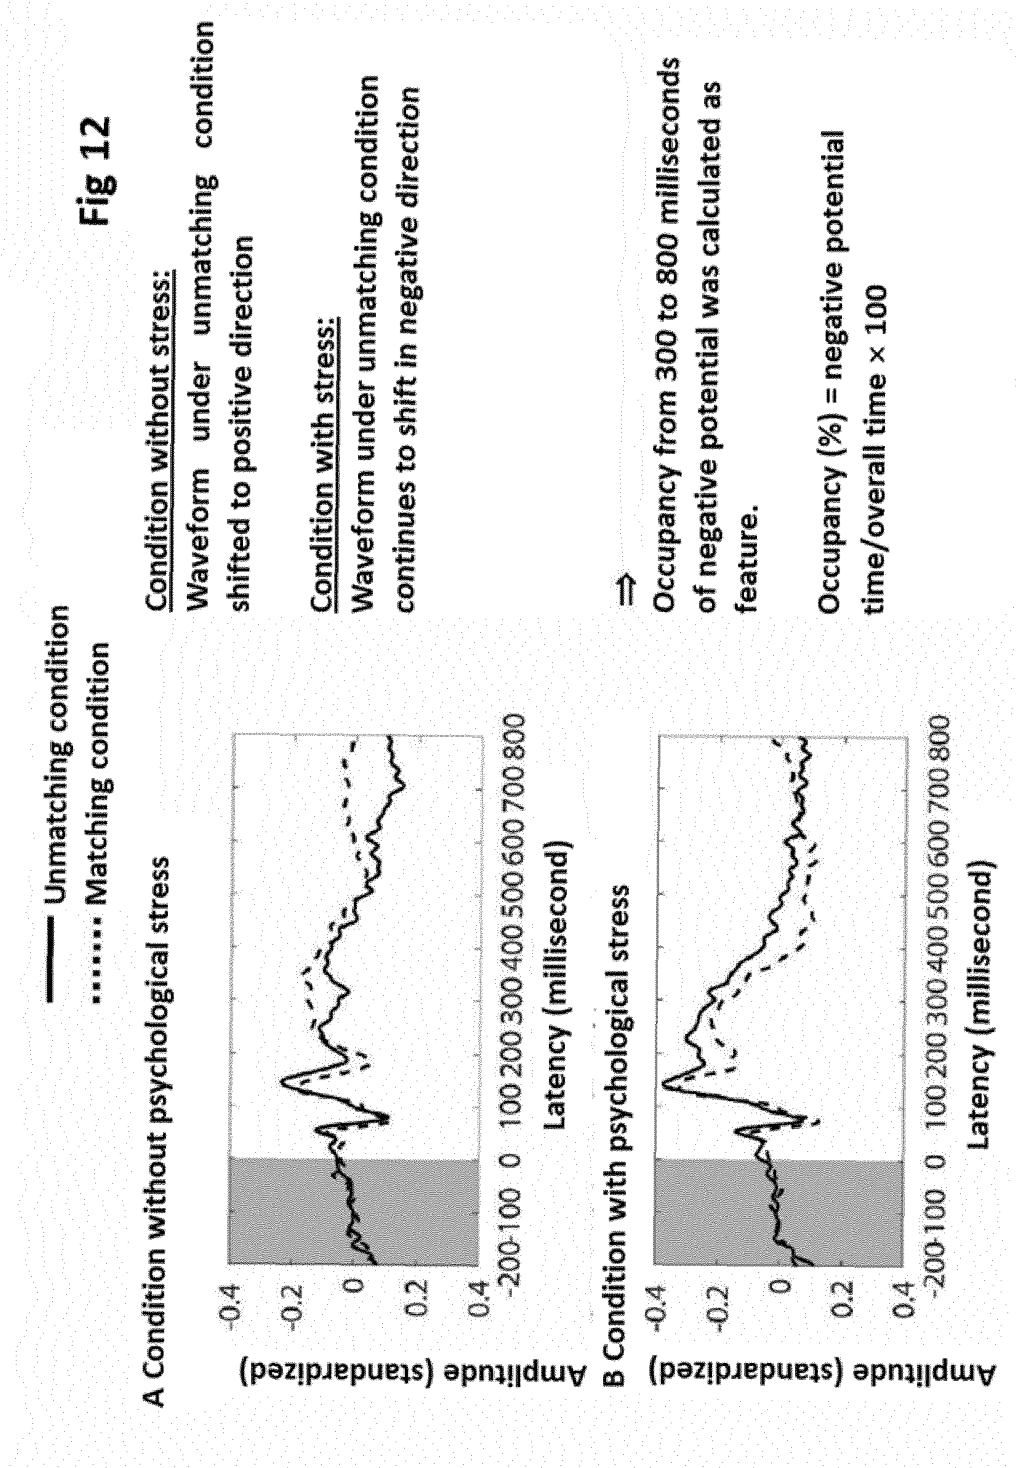 Fig 12
Unmatching condition
Matching condition
A Condition without psychological stress
Amplitude (standardized)
-0.4
-0.2
0
0.2
0.4
-200 -100 0 100 200 300 400 500 600 700 800
Latency (millisecond)
Condition without stress:
Waveform under unmatching condition
shifted to positive direction
Condition with stress:
Waveform under unmatching condition
continues to shift in negative direction
B Condition with psychological stress
Amplitude (standardized)
-0.4
-0.2
0
0.2
0.4
-200 -100 0 100 200 300 400 500 600 700 800
Latency (millisecond)
⇒
Occupancy from 300 to 800 milliseconds
of negative potential was calculated as
feature.
Occupancy (%) = negative potential
time/overall time × 100